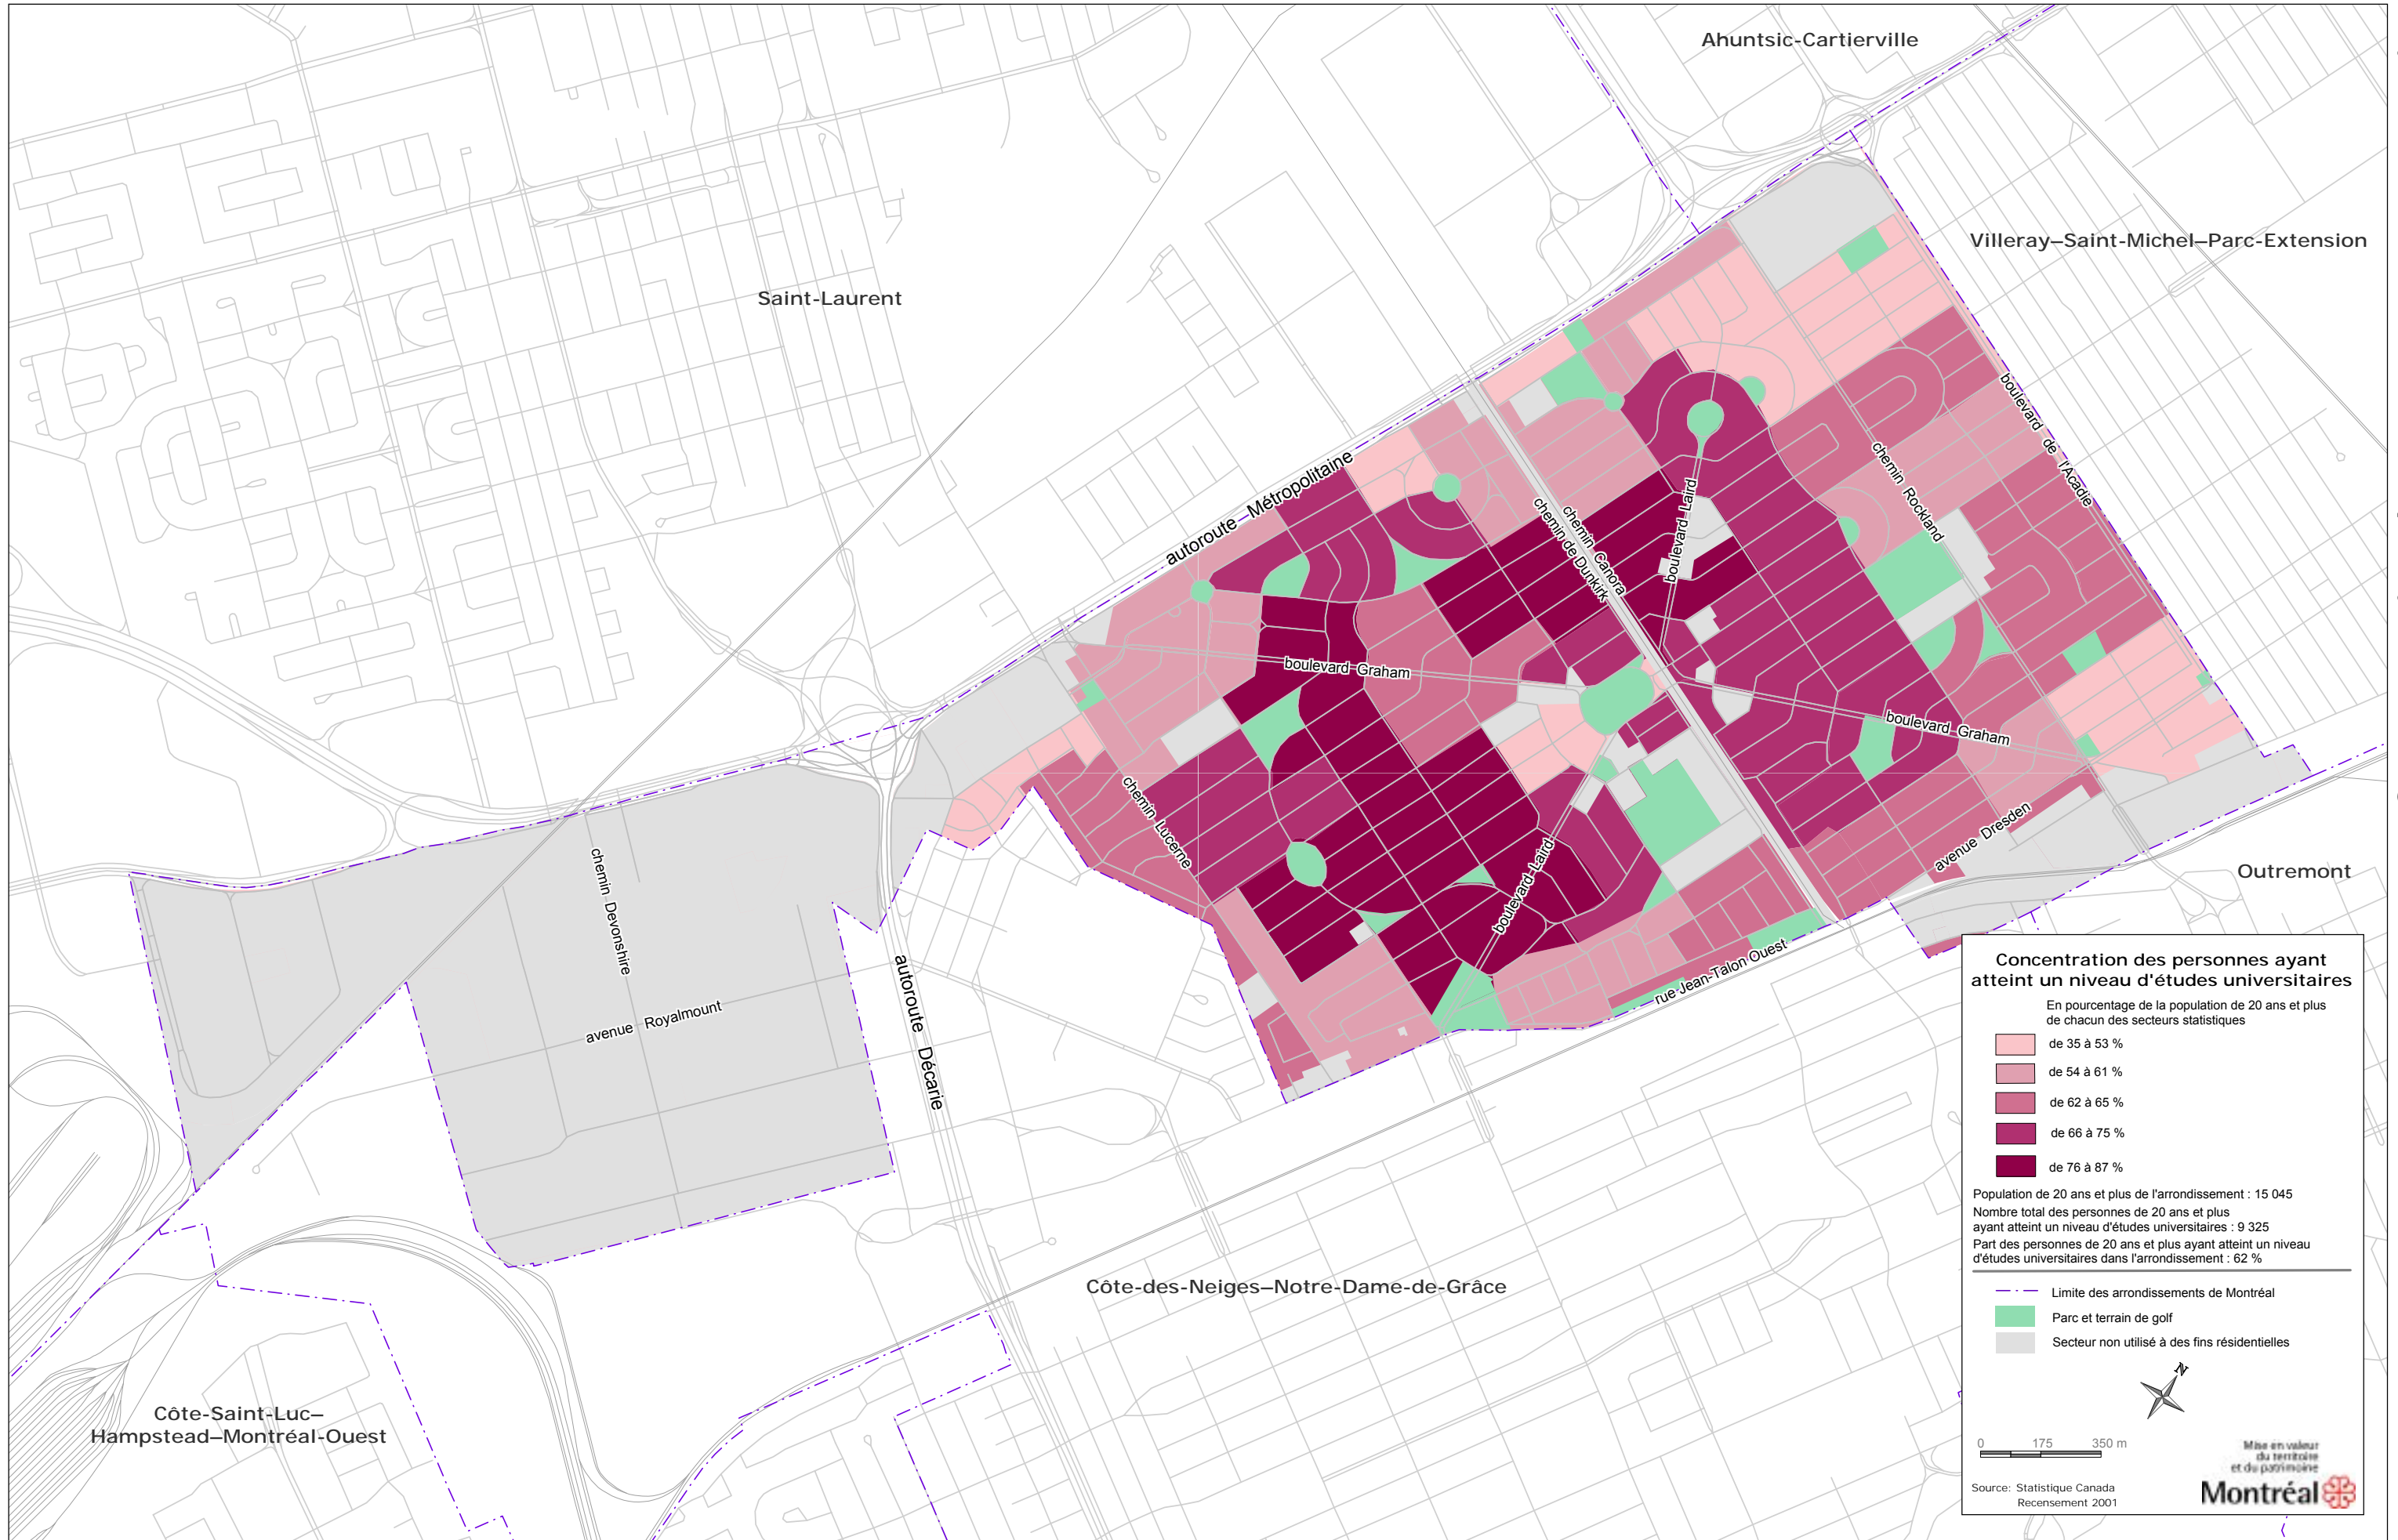 Ahuntsic-Cartierville
Villeray–Saint-Michel–Parc-Extension
Saint-Laurent
boulevard de l'Acadie
chemin Rockland
autoroute Métropolitaine
boulevard Laird
chemin Canora
chemin de Dunkirk
boulevard Graham
boulevard Graham
chemin Lucerne
avenue Dresden
boulevard Laird
Outremont
chemin Devonshire
rue Jean-Talon Ouest
avenue Royalmount
autoroute Décarie
Côte-des-Neiges–Notre-Dame-de-Grâce
Côte-Saint-Luc–
Hampstead–Montréal-Ouest
Concentration des personnes ayant
atteint un niveau d'études universitaires
En pourcentage de la population de 20 ans et plus
de chacun des secteurs statistiques
de 35 à 53 %
de 54 à 61 %
de 62 à 65 %
de 66 à 75 %
de 76 à 87 %
Population de 20 ans et plus de l'arrondissement : 15 045
Nombre total des personnes de 20 ans et plus
ayant atteint un niveau d'études universitaires : 9 325
Part des personnes de 20 ans et plus ayant atteint un niveau
d'études universitaires dans l'arrondissement : 62 %
Limite des arrondissements de Montréal
Parc et terrain de golf
Secteur non utilisé à des fins résidentielles
N
0 175 350 m
Mise en valeur
du territoire
et du patrimoine
Montréal
Source: Statistique Canada
Recensement 2001